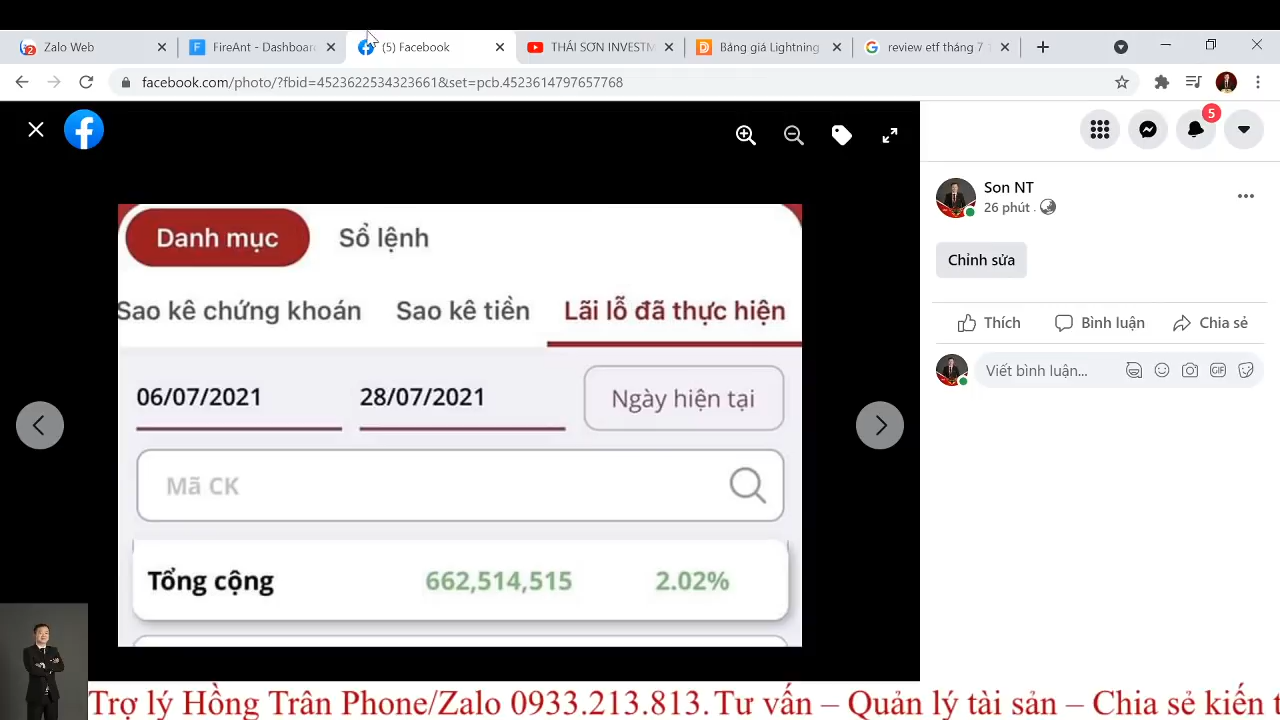 Zalo Web
FireAnt - Dashboard
(5) Facebook
THÁI SƠN INVESTM
Bảng giá Lightning
review etf tháng 7
facebook.com/photo/?fbid=4523622534323661&set=pcb.4523614797657768
5
Son NT
26 phút
Chỉnh sửa
Thích
Bình luận
Chia sẻ
Viết bình luận...
GIF
Danh mục
Sổ lệnh
Sao kê chứng khoán
Sao kê tiền
Lãi lỗ đã thực hiện
06/07/2021
28/07/2021
Ngày hiện tại
Mã CK
Tổng cộng
662,514,515
2.02%
Trợ lý Hồng Trân Phone/Zalo 0933.213.813. Tư vấn – Quản lý tài sản – Chia sẻ kiến t